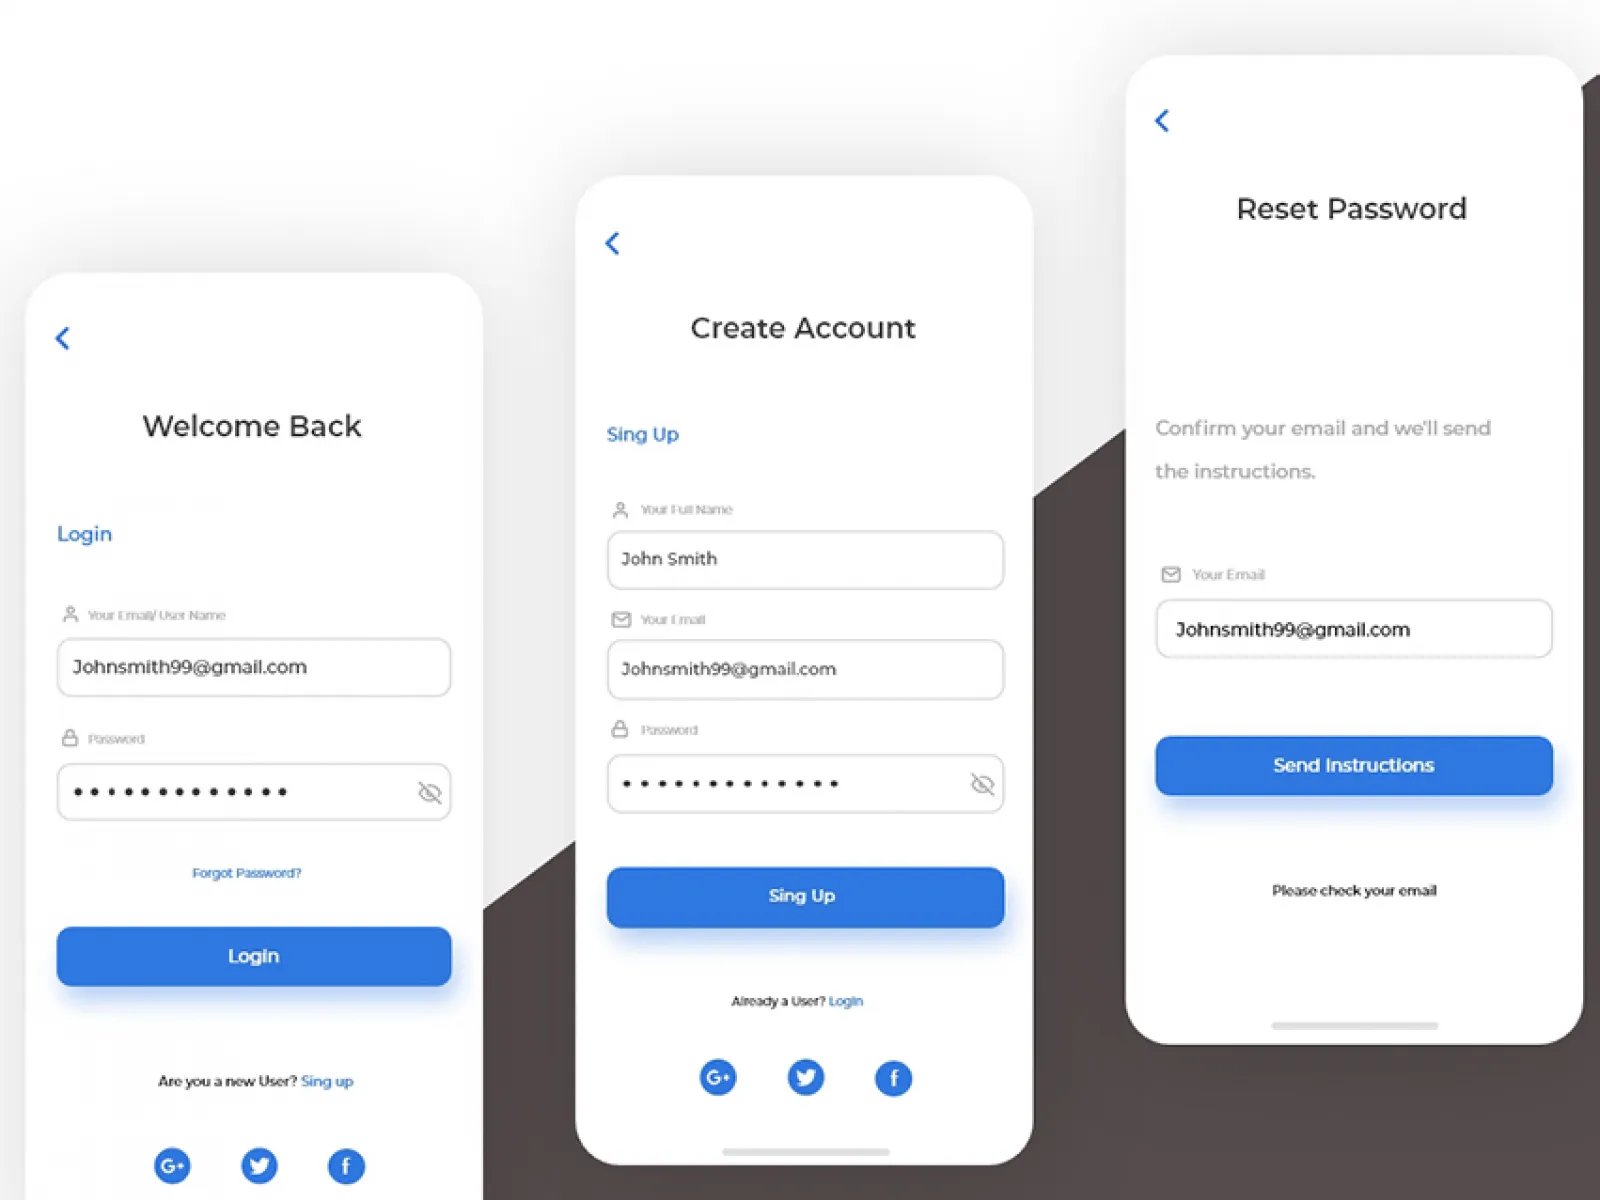 Welcome Back
Login
Your Email/ User Name
Johnsmith99@gmail.com
Password
Forgot Password?
Login
Are you a new User? Sing up
G+
f
Create Account
Sing Up
Your Full Name
John Smith
Your Email
Johnsmith99@gmail.com
Password
Sing Up
Already a User? Login
G+
f
Reset Password
Confirm your email and we'll send
the instructions.
Your Email
Johnsmith99@gmail.com
Send Instructions
Please check your email